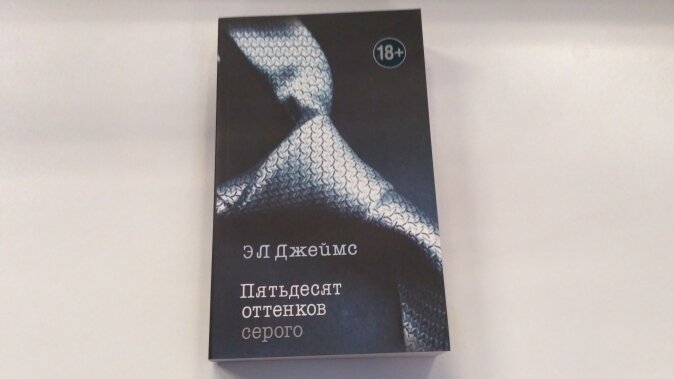 18+
Э Л Джеймс
Пятьдесят
оттенков
серого